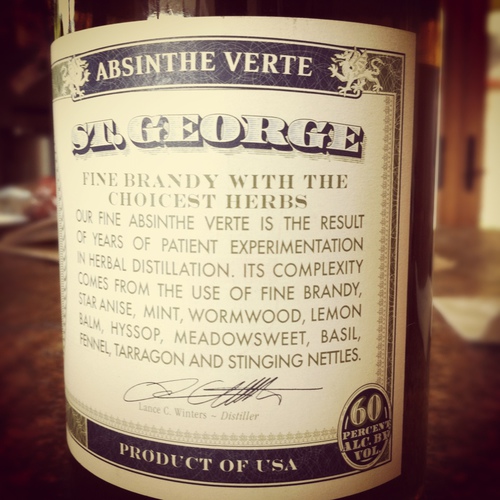 ABSINTHE VERTE
ST. GEORGE
FINE BRANDY WITH THE
CHOICEST HERBS
OUR FINE ABSINTHE VERTE IS THE RESULT
OF YEARS OF PATIENT EXPERIMENTATION
IN HERBAL DISTILLATION. ITS COMPLEXITY
COMES FROM THE USE OF FINE BRANDY,
STAR ANISE, MINT, WORMWOOD, LEMON
BALM, HYSSOP, MEADOWSWEET, BASIL,
FENNEL, TARRAGON AND STINGING NETTLES.
Lance C. Winters ~ Distiller
60
PERCENT
ALC. BY
VOL.
PRODUCT OF USA